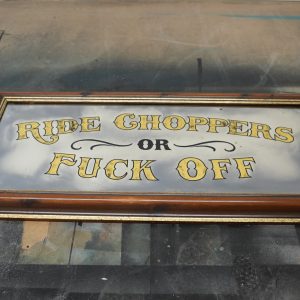 RIDE CHOPPERS
OR
FUCK OFF